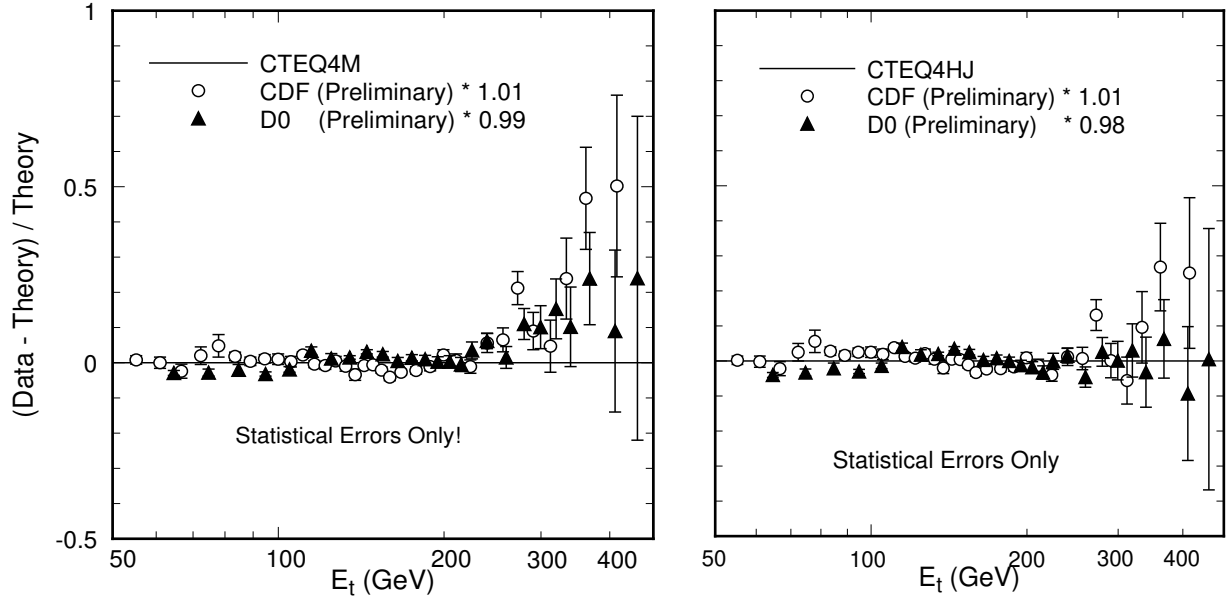 (Data - Theory) / Theory
1
0.5
0
-0.5
CTEQ4M
CDF (Preliminary) * 1.01
D0 (Preliminary) * 0.99
Statistical Errors Only!
50 100 200 300 400
E_t (GeV)
CTEQ4HJ
CDF (Preliminary) * 1.01
D0 (Preliminary) * 0.98
Statistical Errors Only
50 100 200 300 400
E_t (GeV)